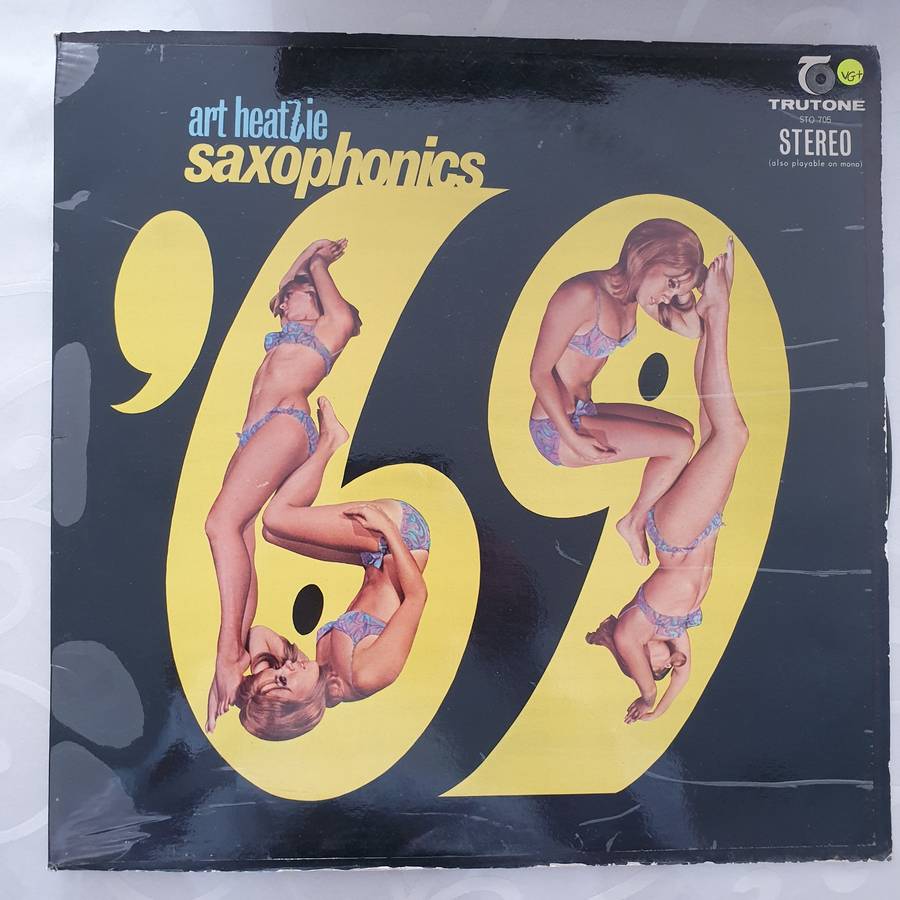 art heatlie
saxophonics
'69
TRUTONE
VG+
STO 705
STEREO
(also playable on mono)